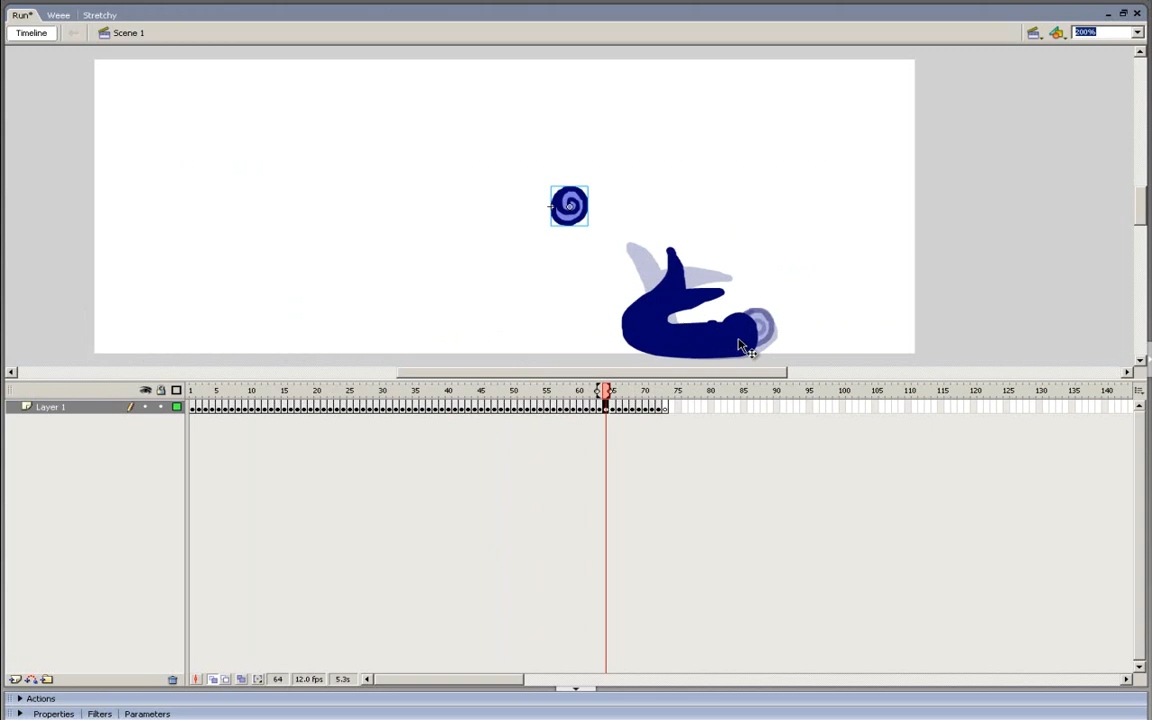 Run* Weee Stretchy
Timeline Scene 1 200%
1 5 10 15 20 25 30 35 40 45 50 55 60 65 70 75 80 85 90 95 100 105 110 115 120 125 130 135 140
Layer 1
64 12.0 fps 5.3s
Actions
Properties Filters Parameters